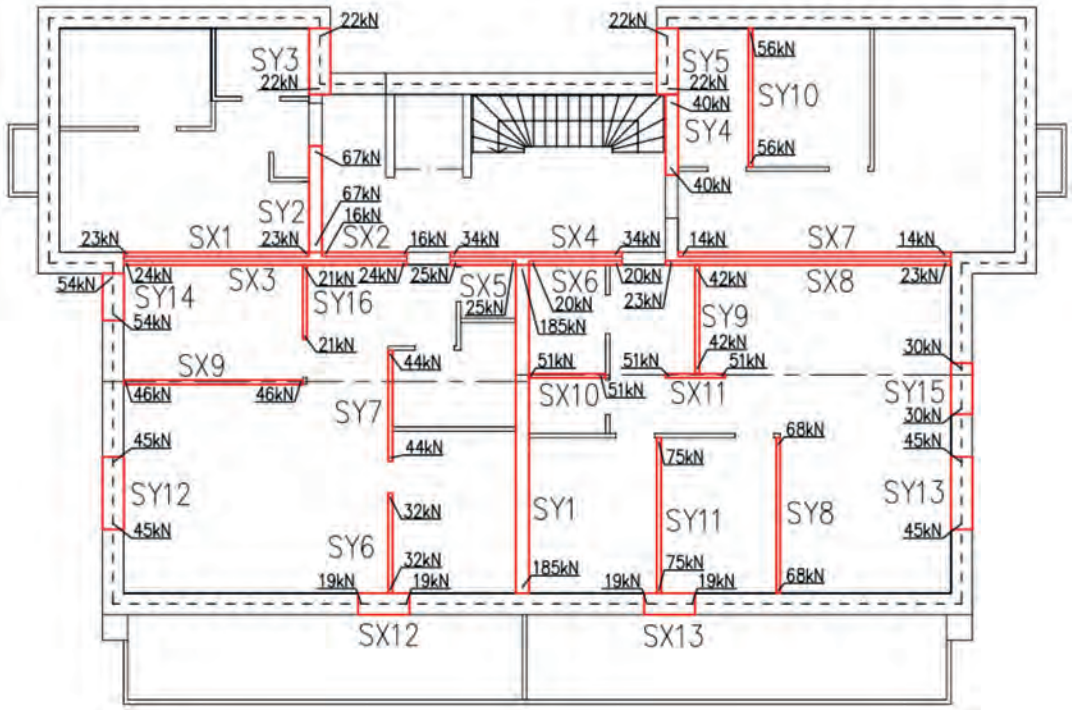 22kN
22kN
SY3
SY5
56kN
22kN
22kN
40kN
SY10
SY4
67kN
56kN
40kN
67kN
SY2
16kN
23kN
SX1
23kN
SX2
16kN
34kN
SX4
34kN
14kN
SX7
14kN
54kN
24kN
SX3
21kN
24kN
25kN
SX5
SX6
20kN
23kN
42kN
SX8
23kN
SY14
SY16
25kN
20kN
185kN
SY9
54kN
21kN
44kN
42kN
30kN
SX9
51kN
51kN
51kN
46kN
46kN
SX10
51kN
SX11
SY15
SY7
30kN
45kN
44kN
75kN
68kN
45kN
SY12
32kN
SY1
SY11
SY8
SY13
45kN
45kN
SY6
32kN
185kN
75kN
68kN
19kN
19kN
19kN
19kN
SX12
SX13